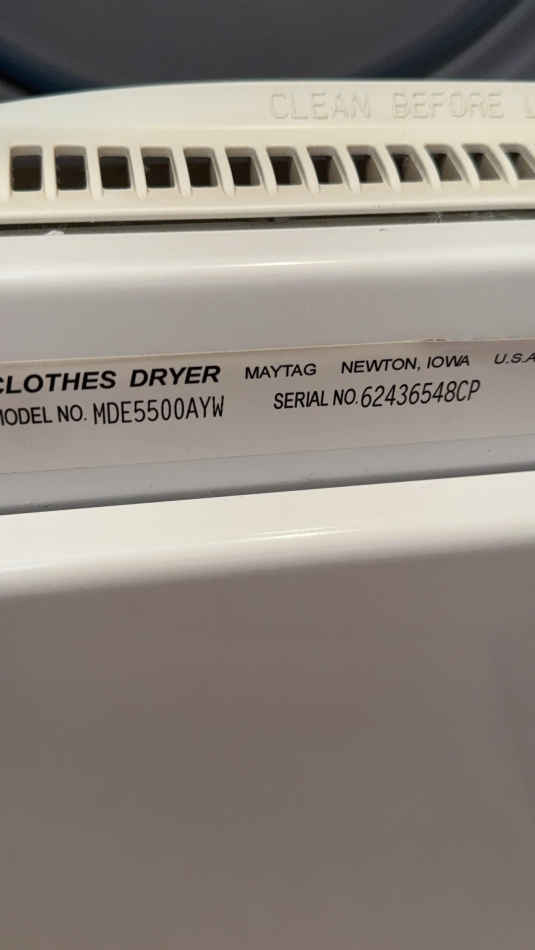 CLEAN BEFORE
CLOTHES DRYER MAYTAG NEWTON, IOWA U.S.A
MODEL NO. MDE5500AYW SERIAL NO. 62436548CP